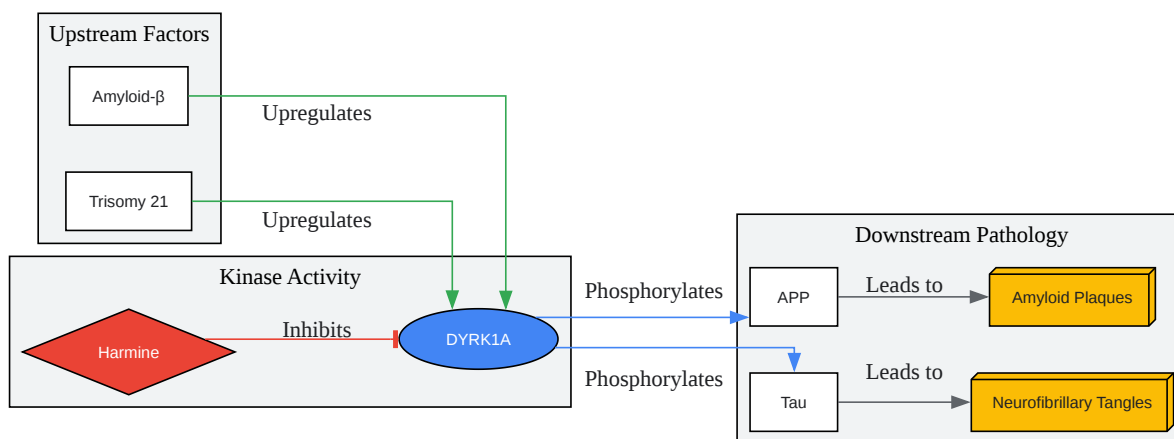 Upstream Factors
Amyloid-β
Upregulates
Trisomy 21
Upregulates
Kinase Activity
Harmine
Inhibits
DYRK1A
Phosphorylates
Phosphorylates
Downstream Pathology
APP
Leads to
Amyloid Plaques
Tau
Leads to
Neurofibrillary Tangles